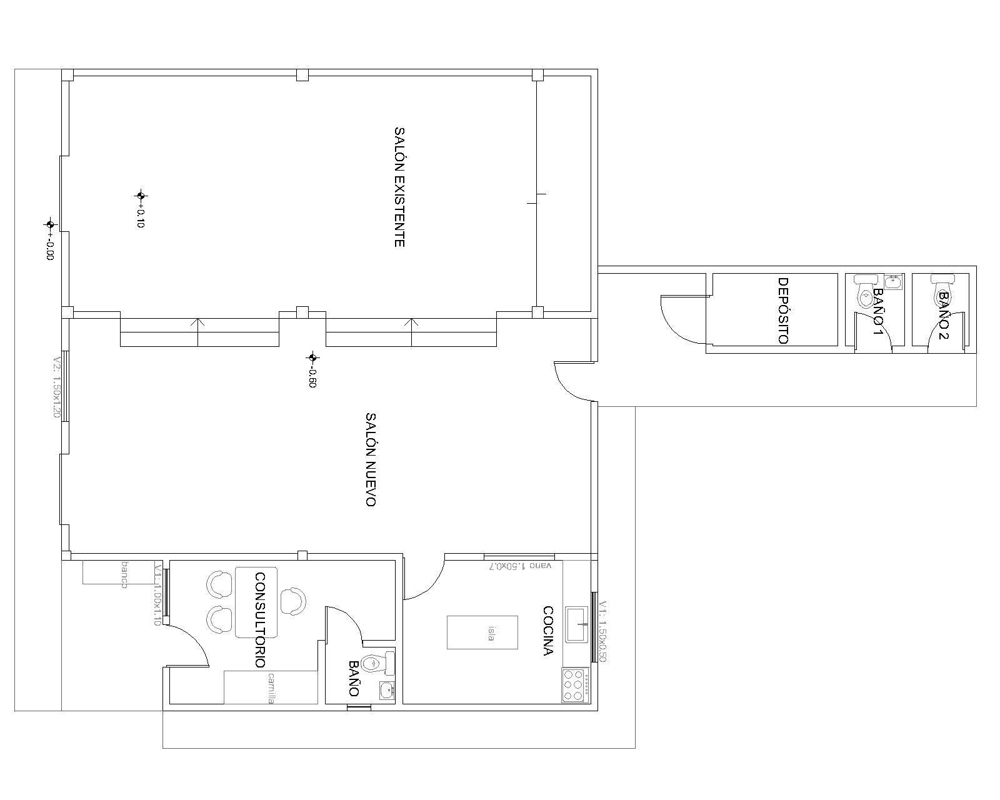 SALÓN EXISTENTE
+0.10
+-0.00
DEPÓSITO
BAÑO 1
BAÑO 2
V2: 1.50x1.20
-0.60
SALÓN NUEVO
banco
V1: 1.00x1.10
CONSULTORIO
camilla
BAÑO
vano 1.50x0.7
isla
COCINA
V1: 1.50x0.50